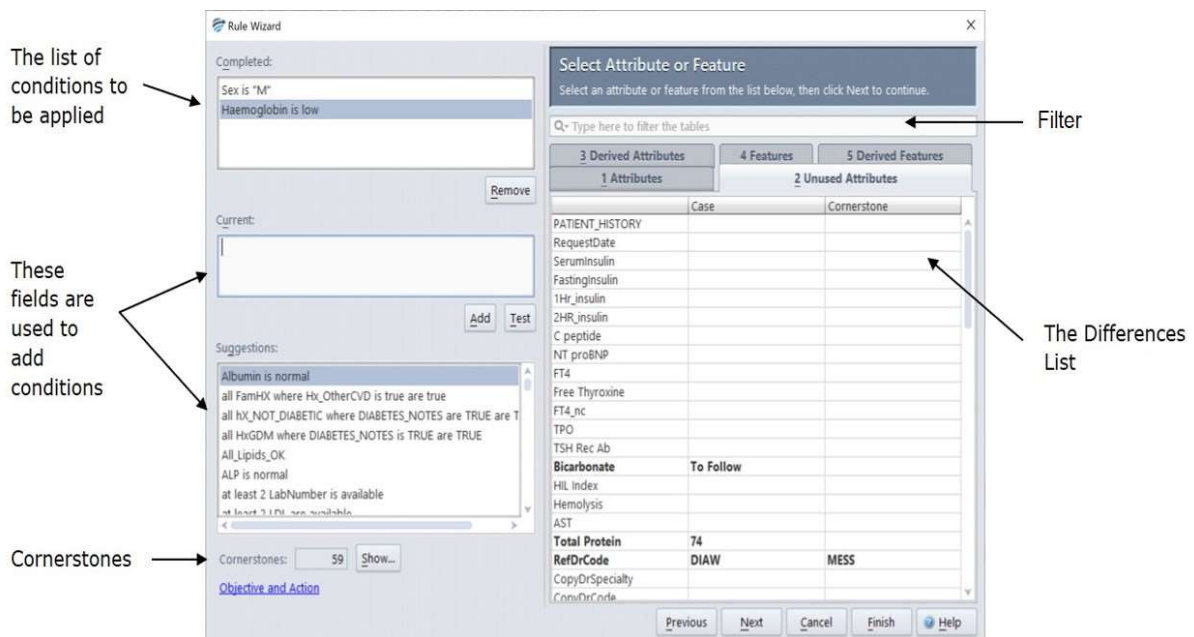 Rule Wizard
The list of
conditions to
be applied
Completed:
Sex is "M"
Haemoglobin is low
Remove
Current:
These
fields are
used to
add
conditions
Add Test
Suggestions:
Albumin is normal
all FamHX where Hx_OtherCVD is true are true
all hX_NOT_DIABETIC where DIABETES_NOTES are TRUE are T
all HxGDM where DIABETES_NOTES is TRUE are TRUE
All_Lipids_OK
ALP is normal
at least 2 LabNumber is available
at least 2 LDL are available
Cornerstones
Cornerstones: 59 Show...
Objective and Action
Select Attribute or Feature
Select an attribute or feature from the list below, then click Next to continue.
Type here to filter the tables
Filter
3 Derived Attributes 4 Features 5 Derived Features
1 Attributes 2 Unused Attributes
Case Cornerstone
PATIENT_HISTORY
RequestDate
SerumInsulin
FastingInsulin
1Hr_insulin
2HR_insulin
C peptide
NT proBNP
FT4
Free Thyroxine
FT4_nc
TPO
TSH Rec Ab
Bicarbonate To Follow
HIL Index
Hemolysis
AST
Total Protein 74
RefDrCode DIAW MESS
CopyDrSpecialty
CopyDrCode
The Differences
List
Previous Next Cancel Finish Help